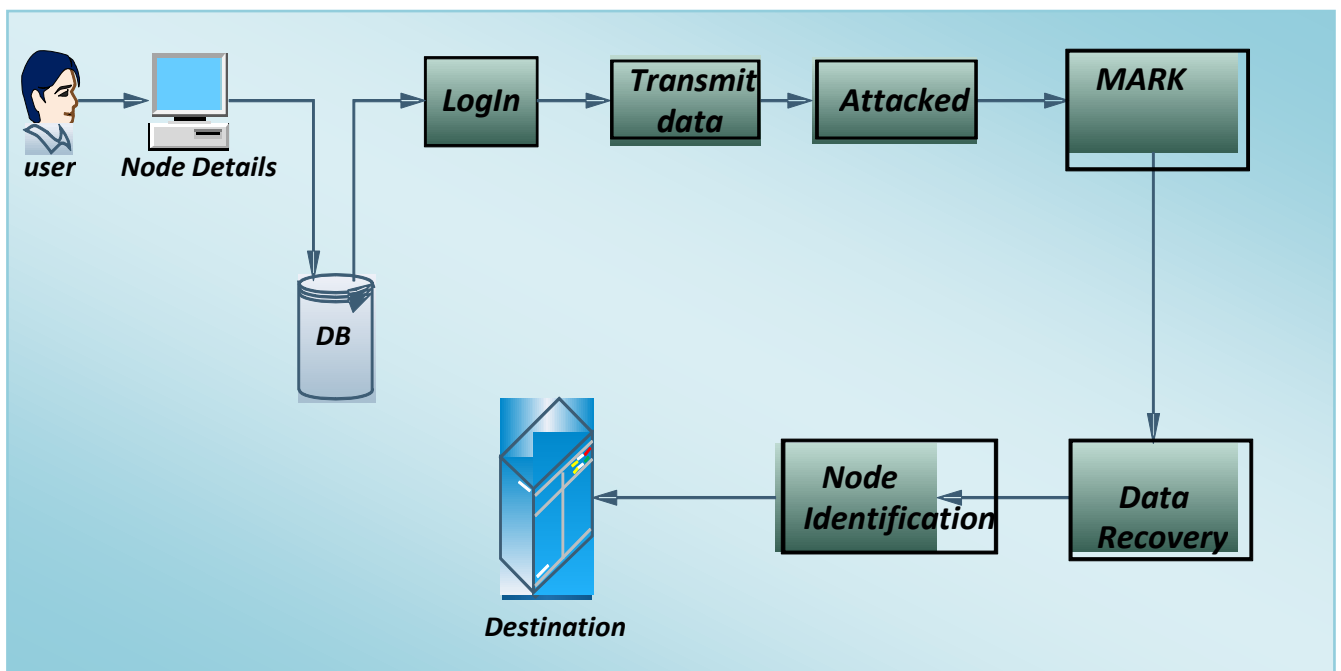 user
Node Details
DB
LogIn
Transmit
data
Attacked
MARK
Data
Recovery
Node
Identification
Destination